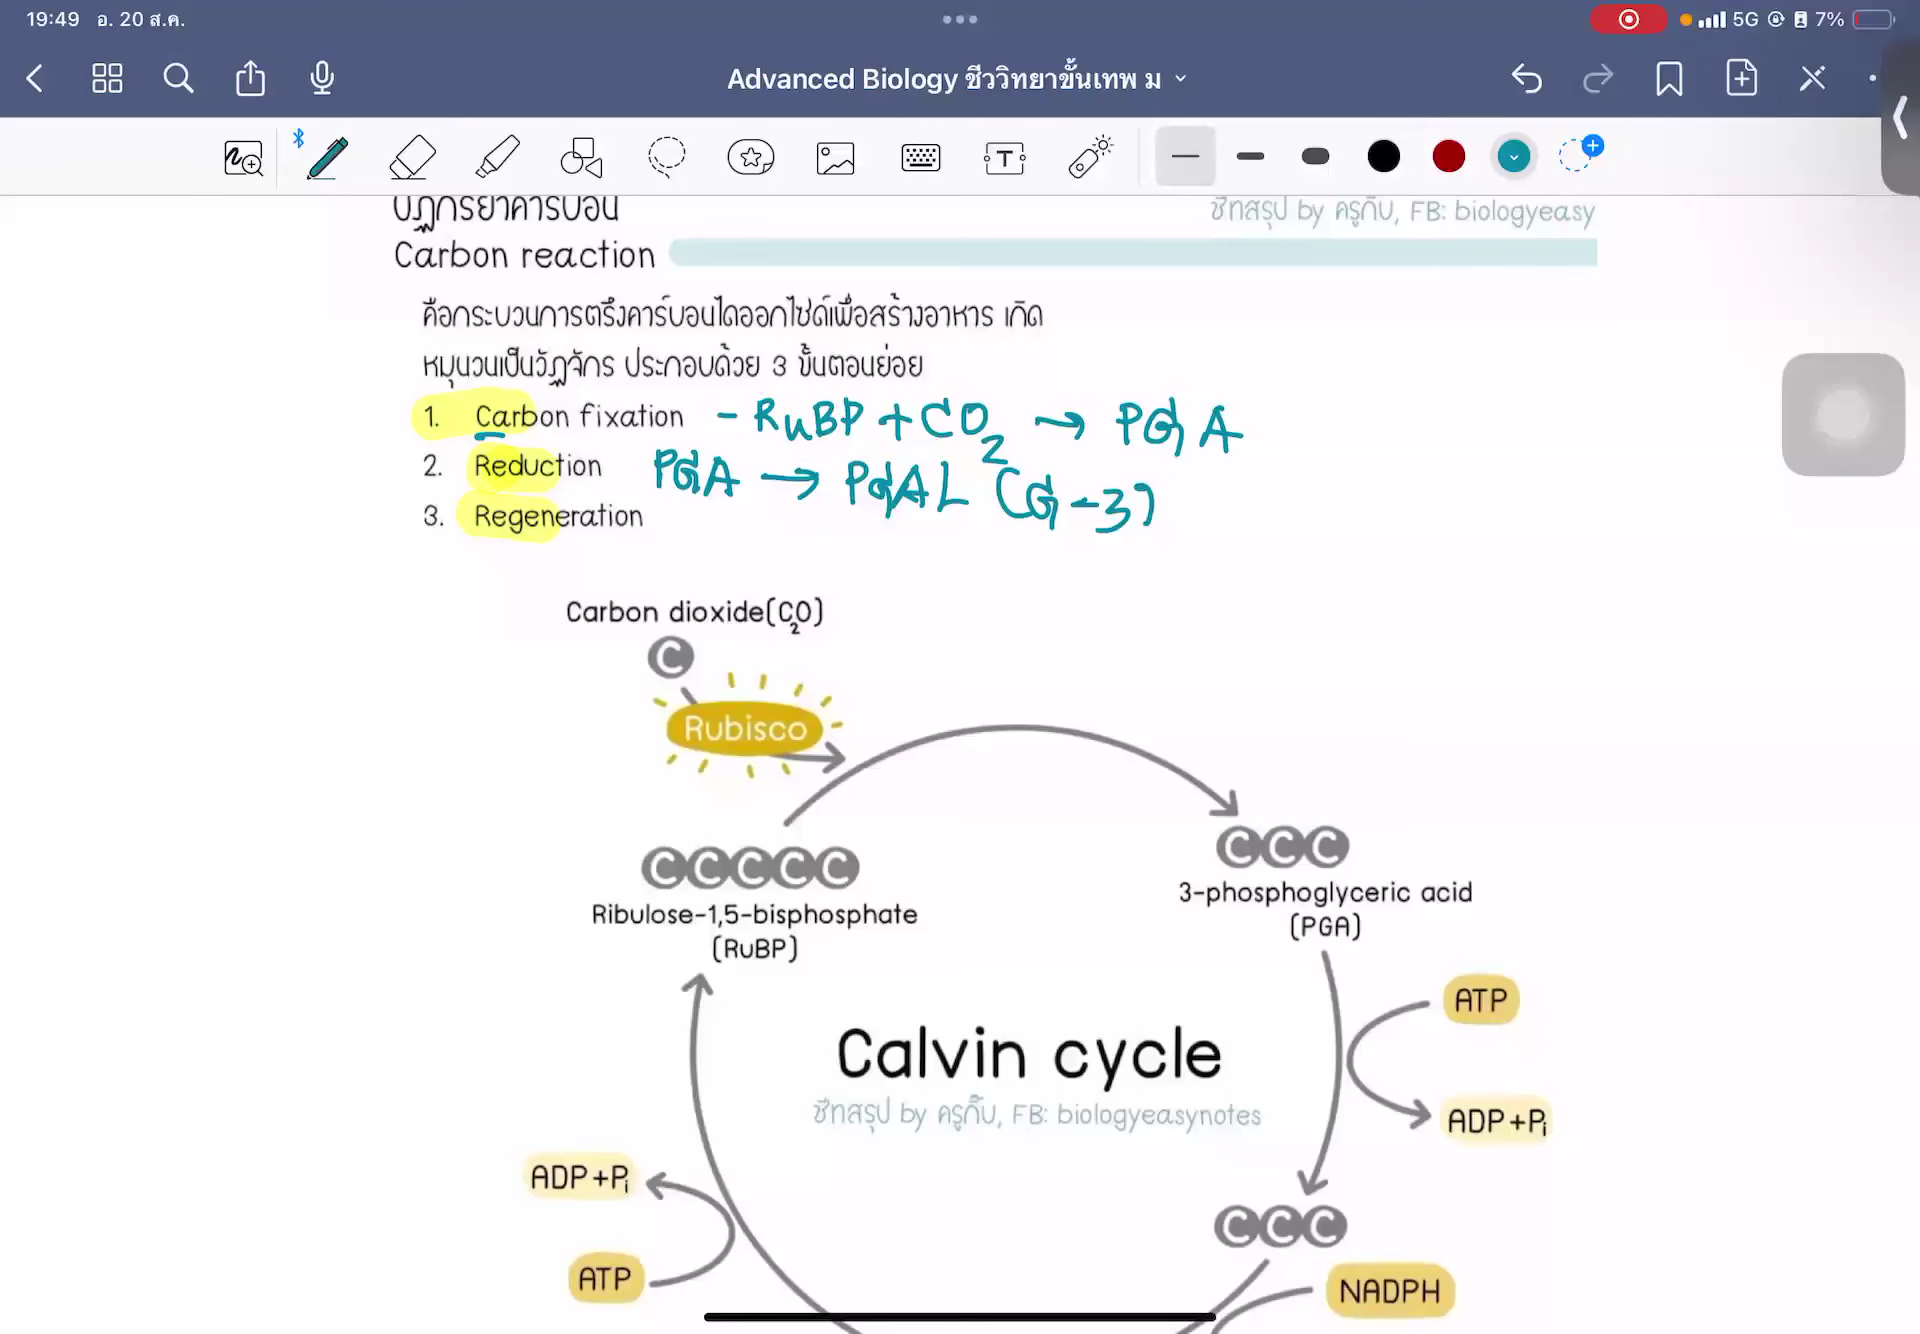 19:49 อ. 20 ส.ค.
5G 7%
Advanced Biology ชีววิทยาชั้นเทพ ม
T
ปฏิกิริยาคาร์บอน
ชีทสรุป by ครูกิ๊บ, FB: biologyeasy
Carbon reaction
คือกระบวนการตรึงคาร์บอนไดออกไซด์เพื่อสร้างอาหาร เกิด
หมุนวนเป็นวัฏจักร ประกอบด้วย 3 ขั้นตอนย่อย
1. Carbon fixation - RuBP + CO2 → PGA
2. Reduction PGA → PGAL (G-3)
3. Regeneration
Carbon dioxide(CO2)
C
Rubisco
CCCCC
Ribulose-1,5-bisphosphate
(RuBP)
CCC
3-phosphoglyceric acid
(PGA)
ATP
Calvin cycle
ชีทสรุป by ครูกิ๊บ, FB: biologyeasynotes
ADP+Pi
ADP+Pi
CCC
ATP
NADPH